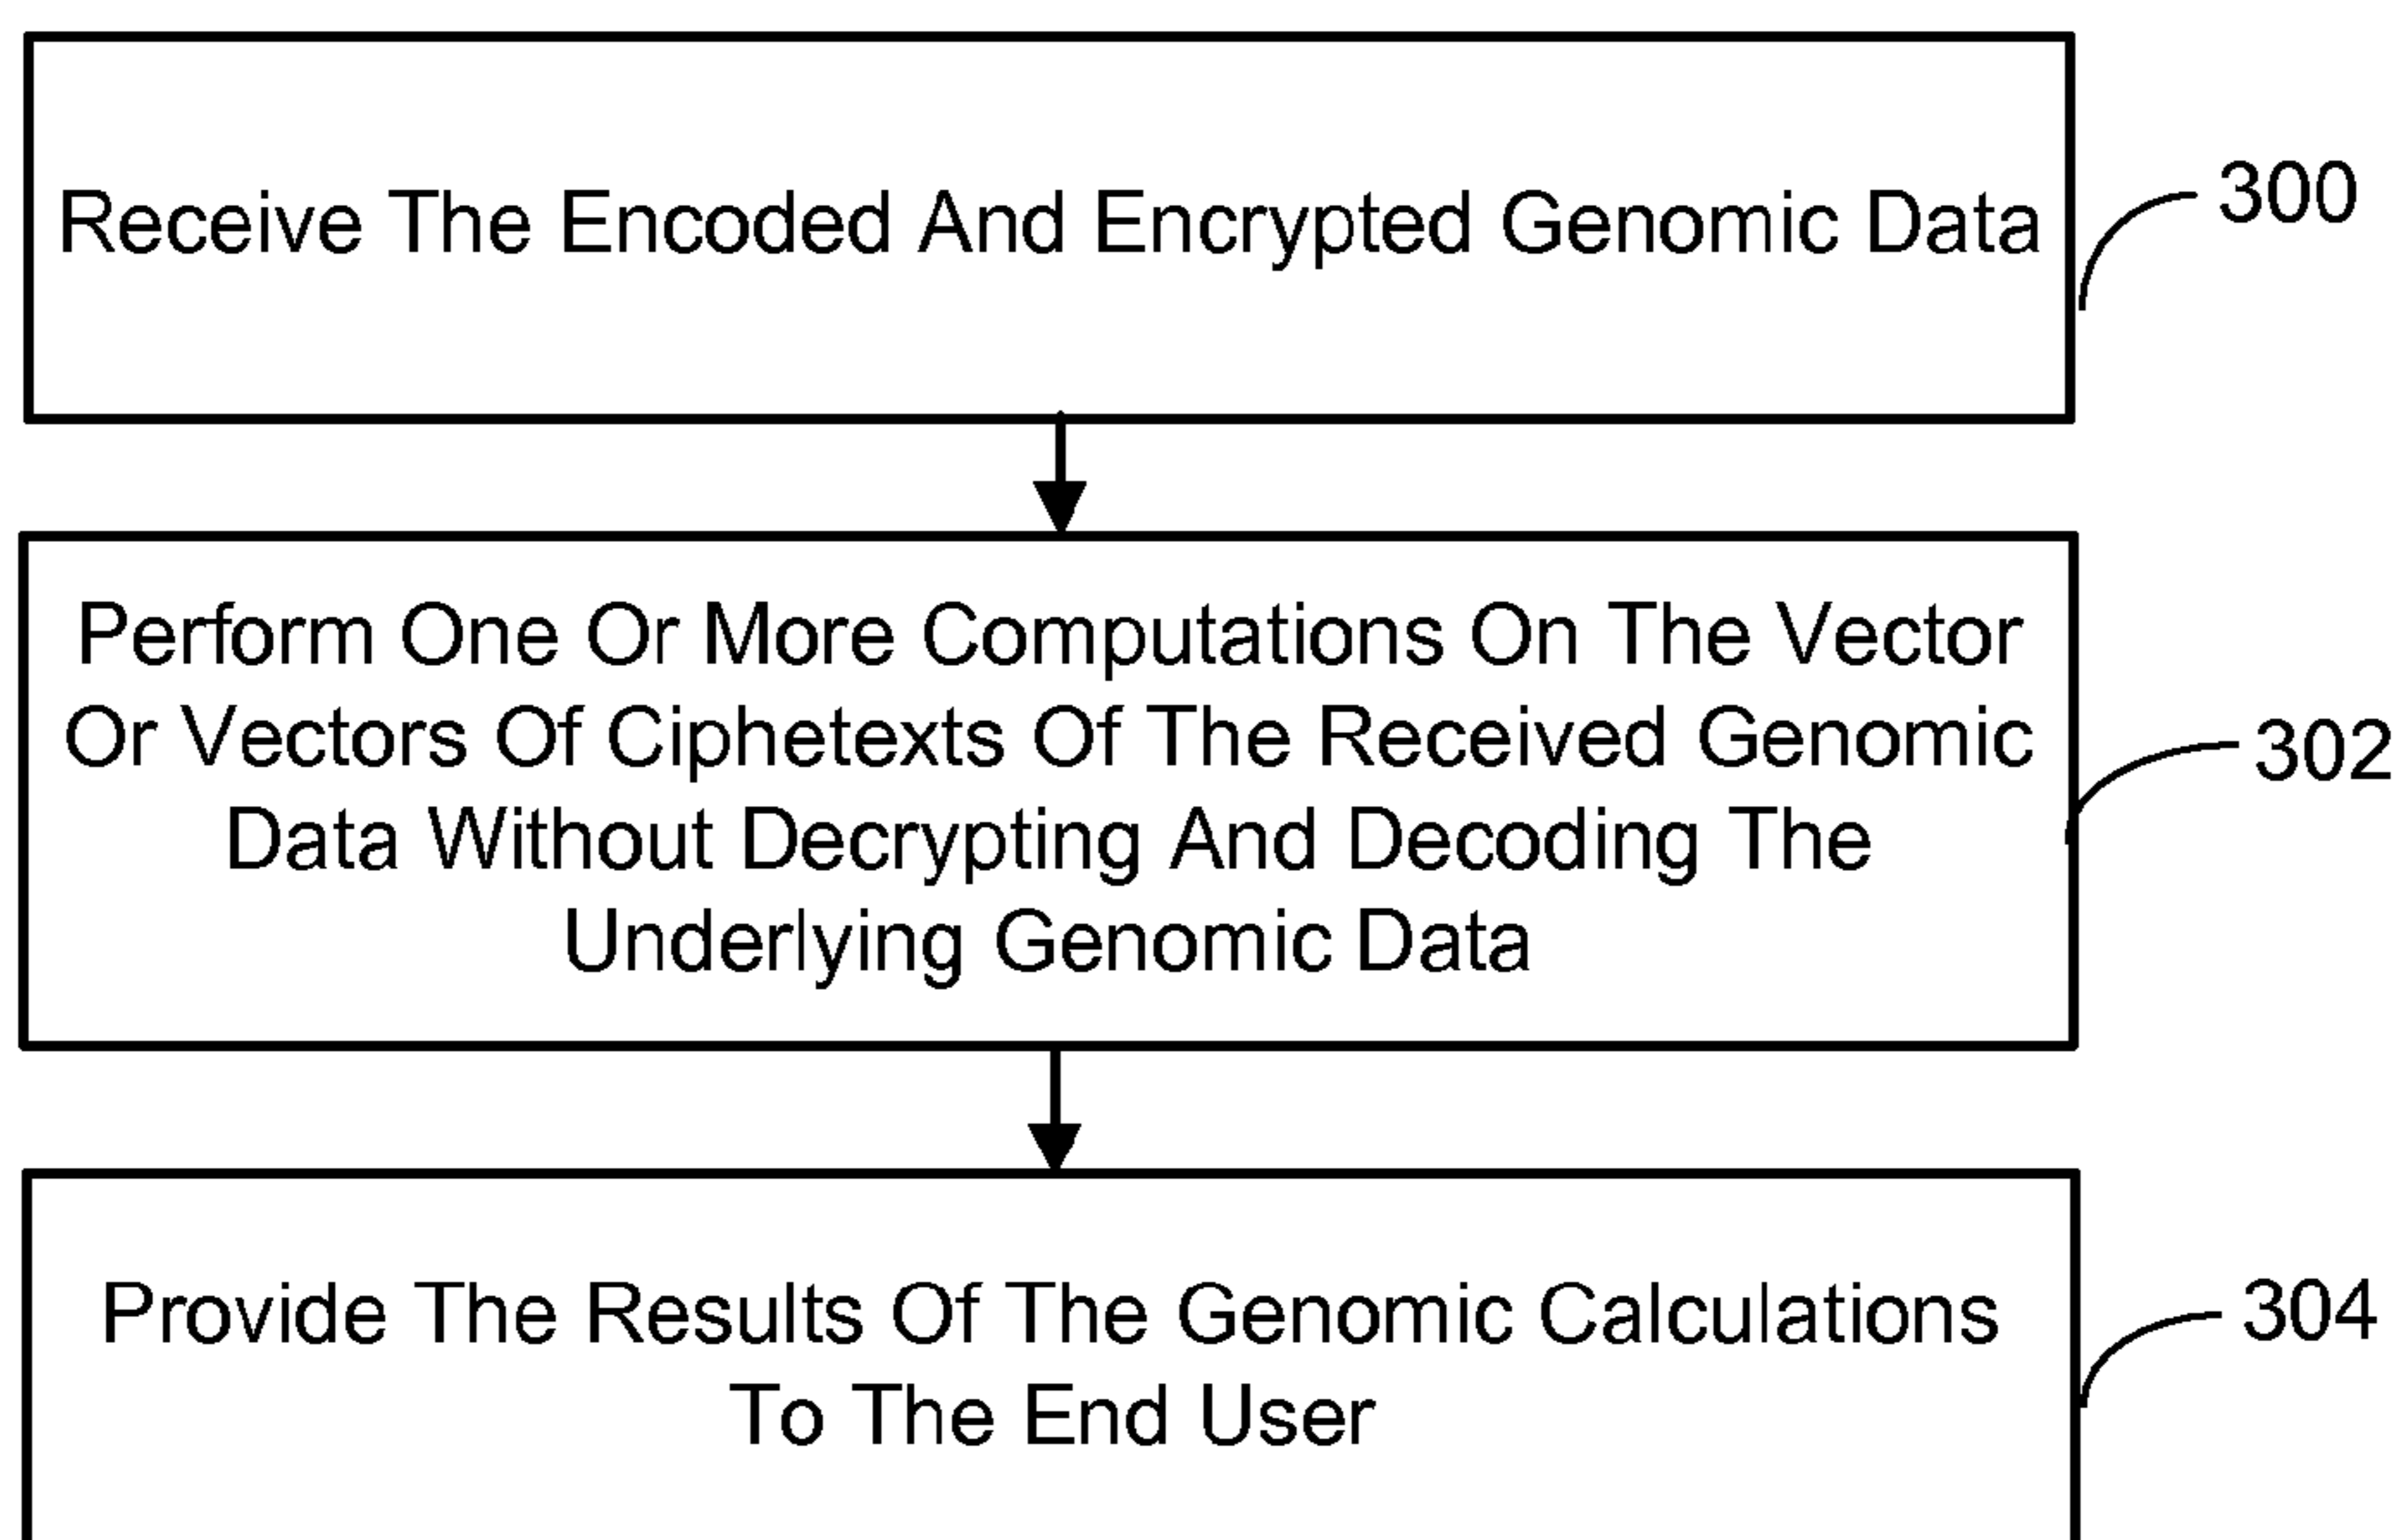 Receive The Encoded And Encrypted Genomic Data
300
Perform One Or More Computations On The Vector
Or Vectors Of Ciphetexts Of The Received Genomic
Data Without Decrypting And Decoding The
Underlying Genomic Data
302
Provide The Results Of The Genomic Calculations
To The End User
304